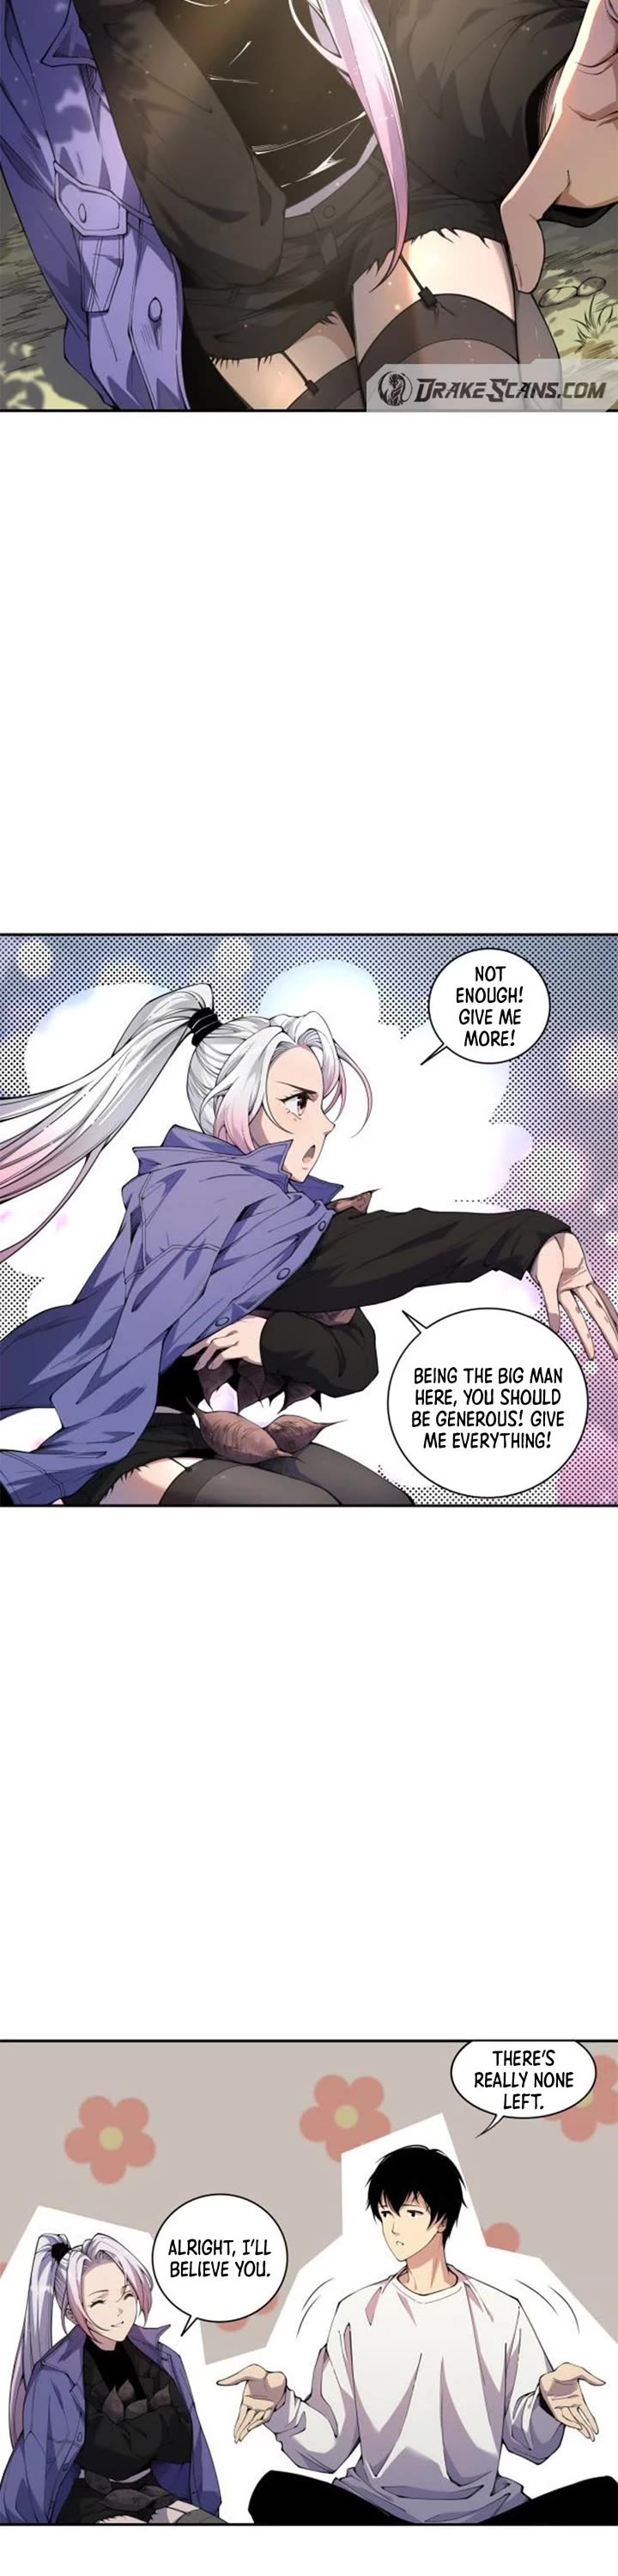 DRAKESCANS.COM
NOT
ENOUGH!
GIVE ME
MORE!
BEING THE BIG MAN
HERE, YOU SHOULD
BE GENEROUS! GIVE
ME EVERYTHING!
THERE'S
REALLY NONE
LEFT.
ALRIGHT, I'LL
BELIEVE YOU.